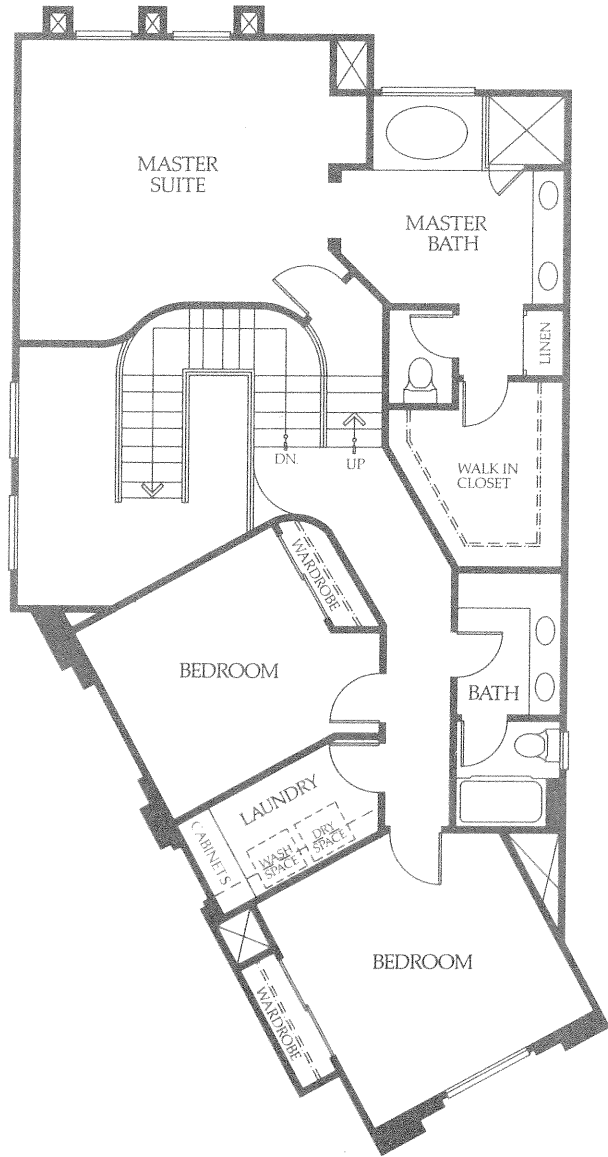 MASTER
SUITE
MASTER
BATH
LINEN
DN.
UP
WALK IN
CLOSET
WARDROBE
BEDROOM
BATH
LAUNDRY
CABINETS
WASH
SPACE
DRY
SPACE
BEDROOM
WARDROBE